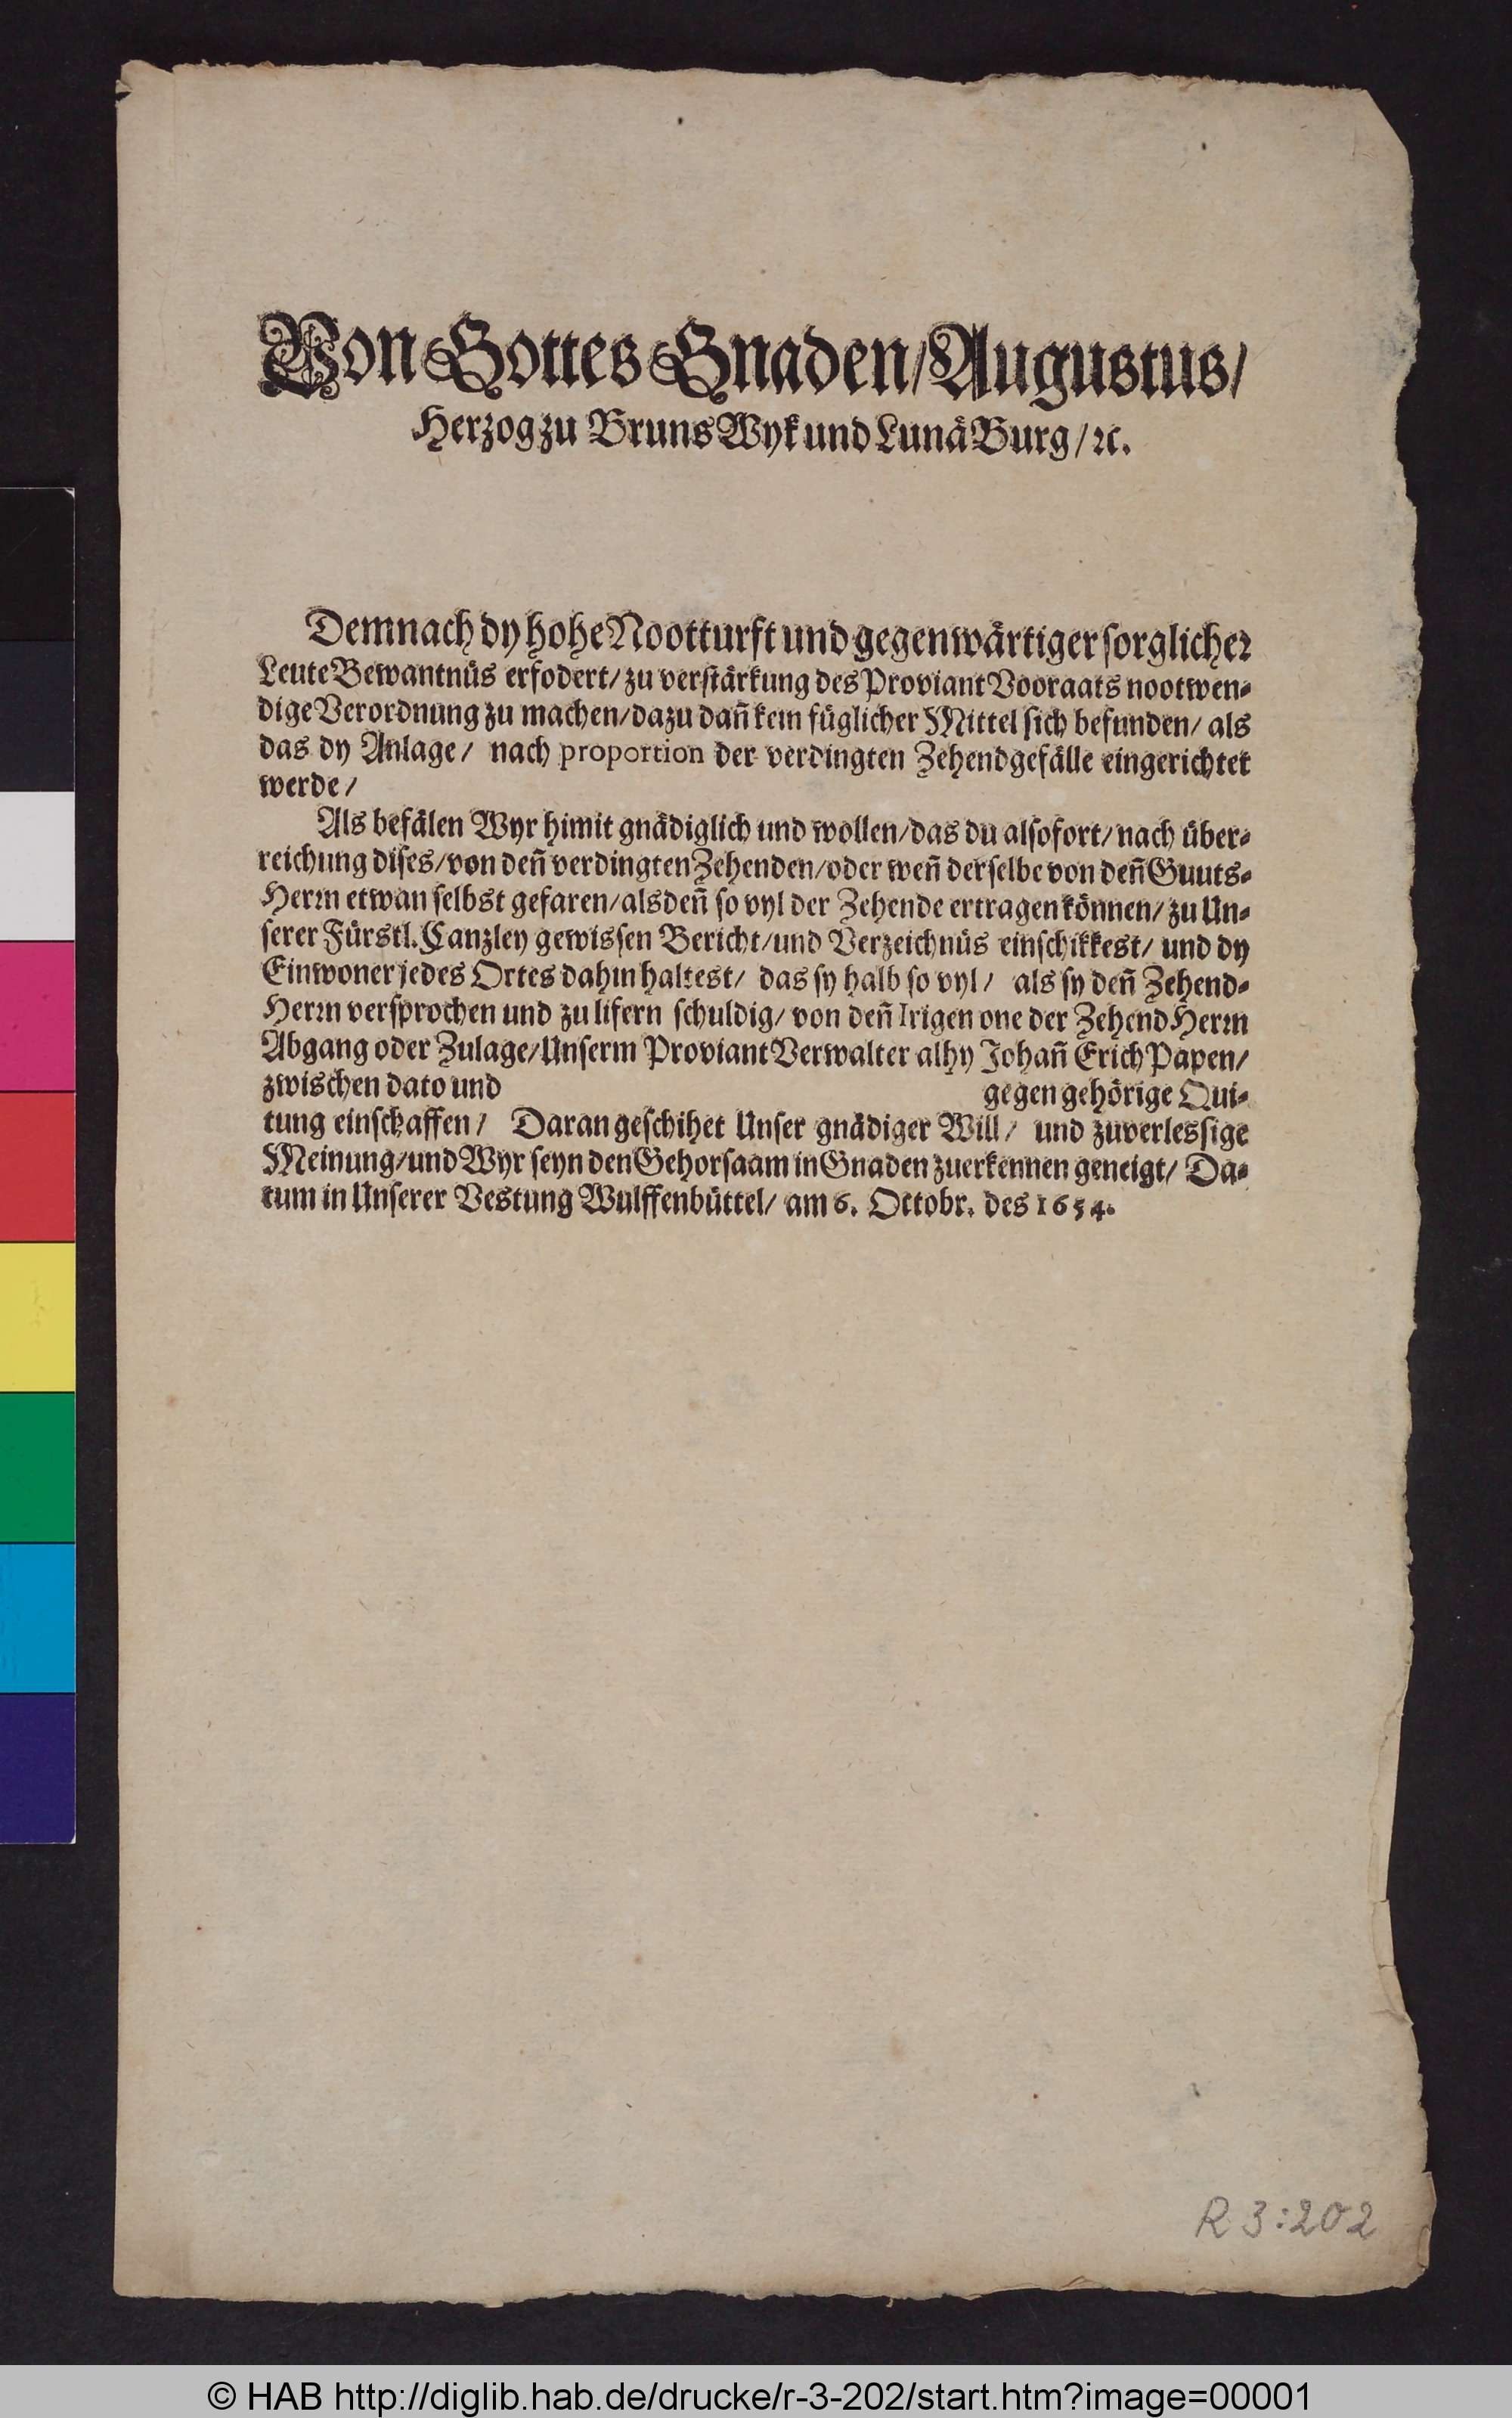 Von Gottes Gnaden/ Augustus/
Herzog zu BrunsWyk und LunäBurg/ ꝛc.
Demnach dy hohe Nootturft und gegenwärtiger sorglicher
Leute Bewantnüs erfodert/ zu verstärkung des Proviant Vooraats nootwen-
dige Verordnung zu machen/ dazu dañ kein füglicher Mittel sich befunden/ als
das dy Anlage/ nach proportion der verdingten Zehendgefälle eingerichtet
werde/
Als befälen Wyr himit gnädiglich und wollen/ das du alsofort/ nach über-
reichung dises/ von deñ verdingten Zehenden/ oder weñ derselbe von deñ Guuts-
Herrn etwan selbst gefaren/ alsdeñ so vyl der Zehende ertragen können/ zu Un-
serer Fürstl. Canzley gewissen Bericht/ und Verzeichnüs einschikkest/ und dy
Einwoner jedes Ortes dahin haltest/ das sy halb so vyl/ als sy deñ Zehend-
Herrn versprochen und zu lifern schuldig/ von deñ Irigen one der Zehend Herrn
Abgang oder Zulage/ Unserm Proviant Verwalter alhy Johañ Erich Papen/
zwischen dato und gegen gehörige Qui-
tung einschaffen/ Daran geschihet Unser gnädiger Will/ und zuverlessige
Meinung/ und Wyr seyn den Gehorsaam in Gnaden zuerkennen geneigt/ Da-
tum in Unserer Vestung Wulffenbüttel/ am 6. Octobr. des 1654.
R 3:202
© HAB http://diglib.hab.de/drucke/r-3-202/start.htm?image=00001